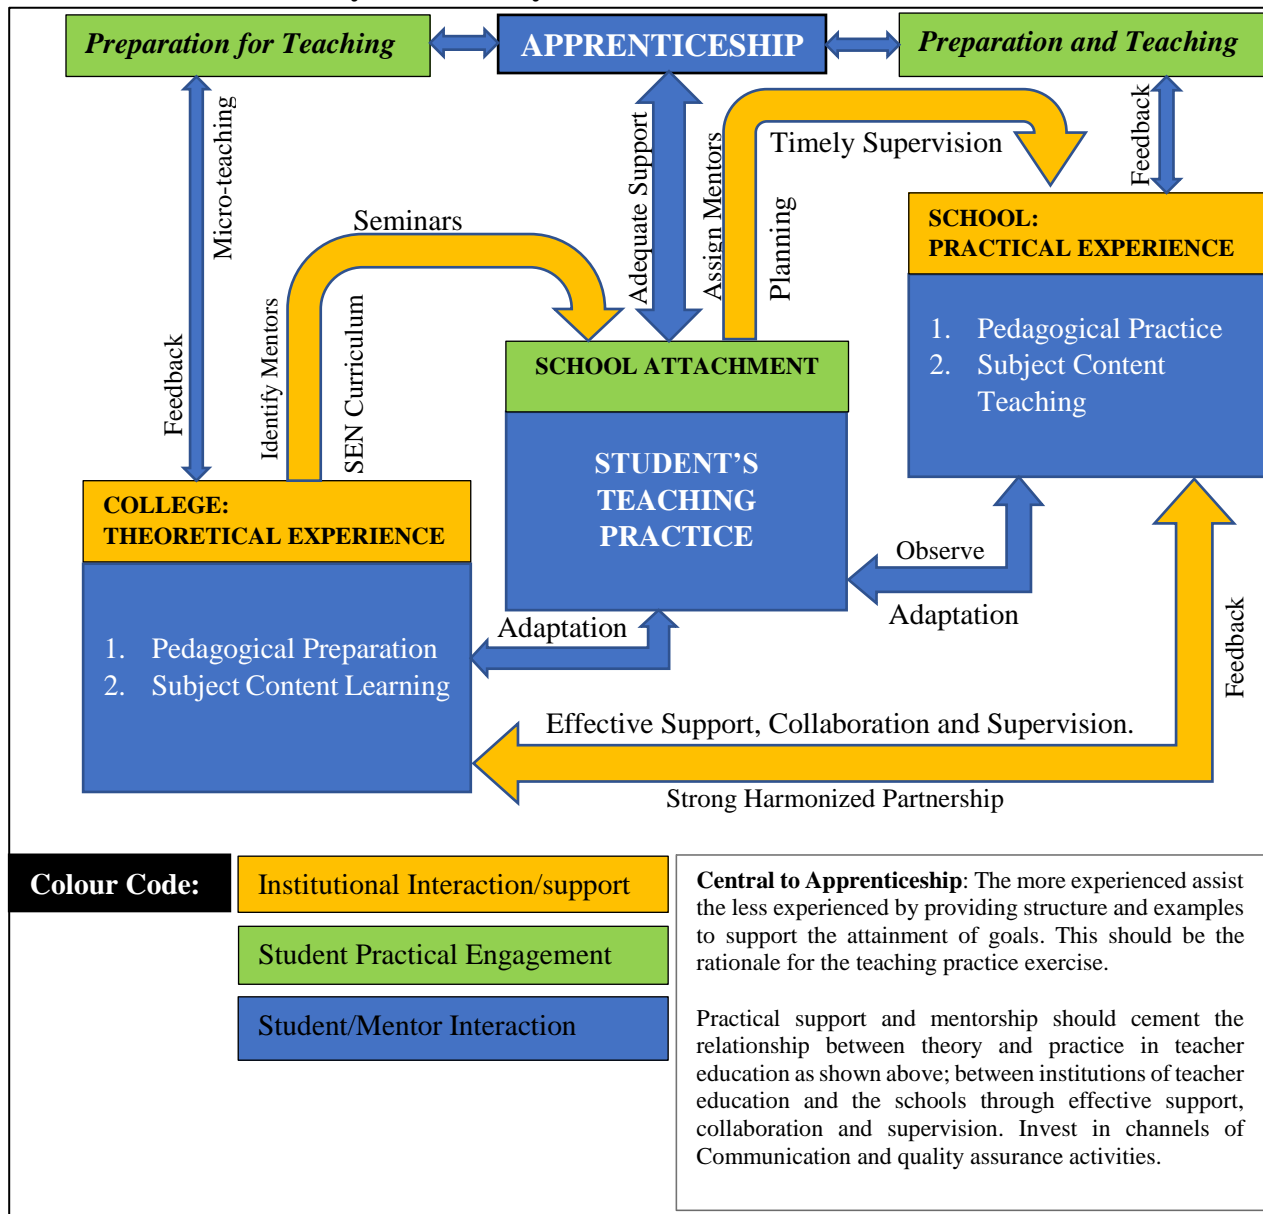 Preparation for Teaching
APPRENTICESHIP
Preparation and Teaching
Micro-teaching
Feedback
Adequate Support
Assign Mentors
Planning
Timely Supervision
Feedback
Seminars
Identify Mentors
SEN Curriculum
SCHOOL:
PRACTICAL EXPERIENCE
1. Pedagogical Practice
2. Subject Content
Teaching
SCHOOL ATTACHMENT
STUDENT’S
TEACHING
PRACTICE
COLLEGE:
THEORETICAL EXPERIENCE
1. Pedagogical Preparation
2. Subject Content Learning
Adaptation
Observe
Adaptation
Feedback
Effective Support, Collaboration and Supervision.
Strong Harmonized Partnership
Colour Code:
Institutional Interaction/support
Student Practical Engagement
Student/Mentor Interaction
Central to Apprenticeship: The more experienced assist
the less experienced by providing structure and examples
to support the attainment of goals. This should be the
rationale for the teaching practice exercise.
Practical support and mentorship should cement the
relationship between theory and practice in teacher
education as shown above; between institutions of teacher
education and the schools through effective support,
collaboration and supervision. Invest in channels of
Communication and quality assurance activities.